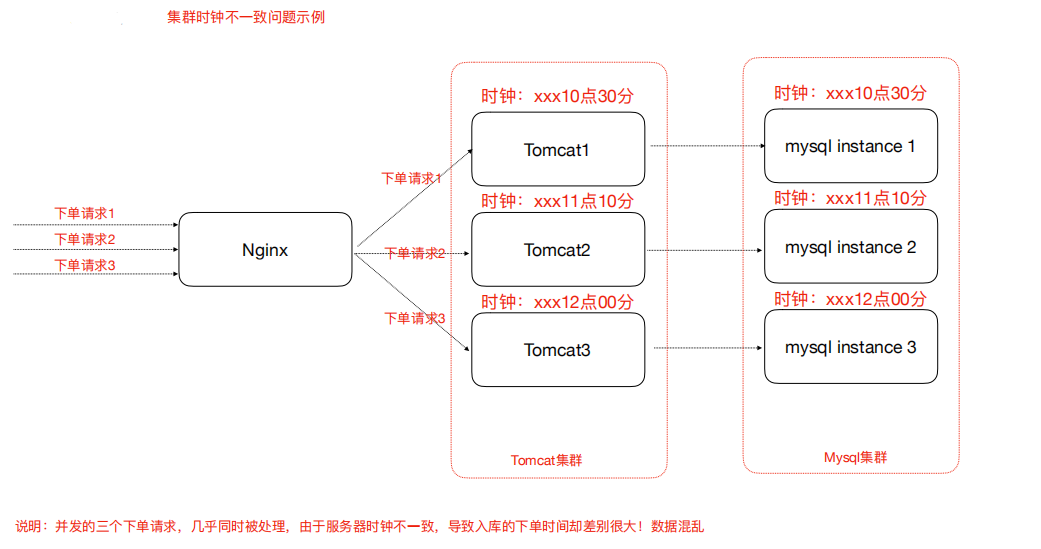 集群时钟不一致问题示例
时钟：xxx10点30分
时钟：xxx10点30分
Tomcat1
mysql instance 1
下单请求1
时钟：xxx11点10分
时钟：xxx11点10分
下单请求1
下单请求2
下单请求3
Nginx
下单请求2
Tomcat2
mysql instance 2
时钟：xxx12点00分
时钟：xxx12点00分
下单请求3
Tomcat3
mysql instance 3
Tomcat集群
Mysql集群
说明：并发的三个下单请求，几乎同时被处理，由于服务器时钟不一致，导致入库的下单时间却差别很大！数据混乱